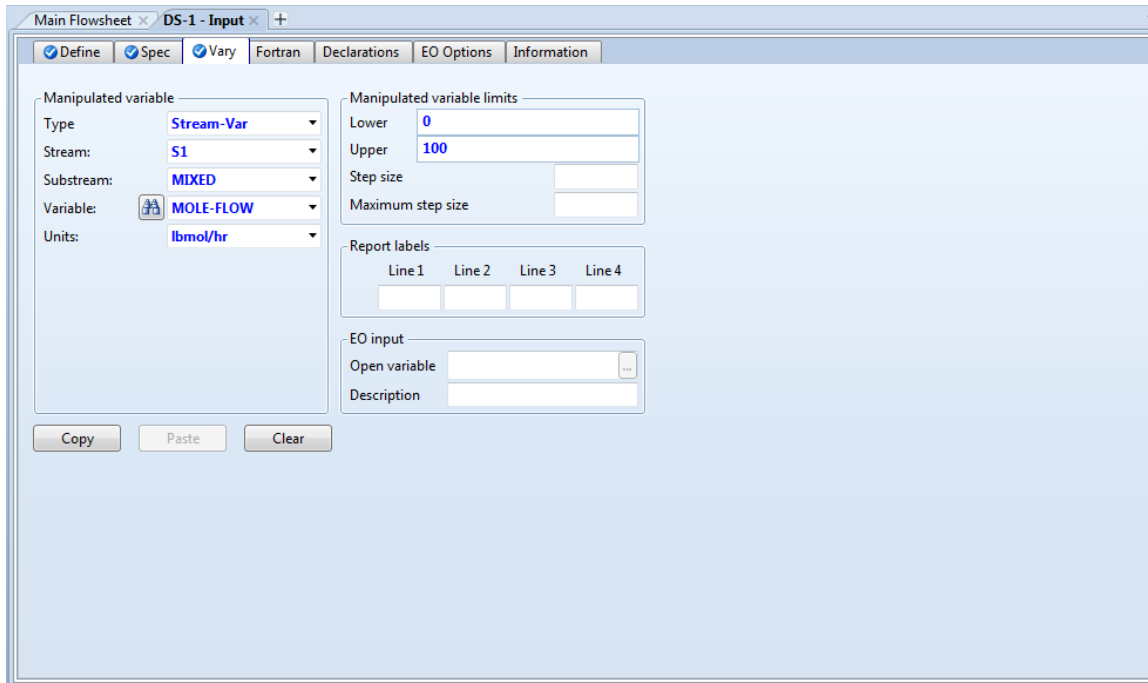 Main Flowsheet × DS-1 - Input × +
Define Spec Vary Fortran Declarations EO Options Information
Manipulated variable
Type Stream-Var
Stream: S1
Substream: MIXED
Variable: MOLE-FLOW
Units: lbmol/hr
Manipulated variable limits
Lower 0
Upper 100
Step size
Maximum step size
Report labels
Line 1 Line 2 Line 3 Line 4
EO input
Open variable ...
Description
Copy Paste Clear